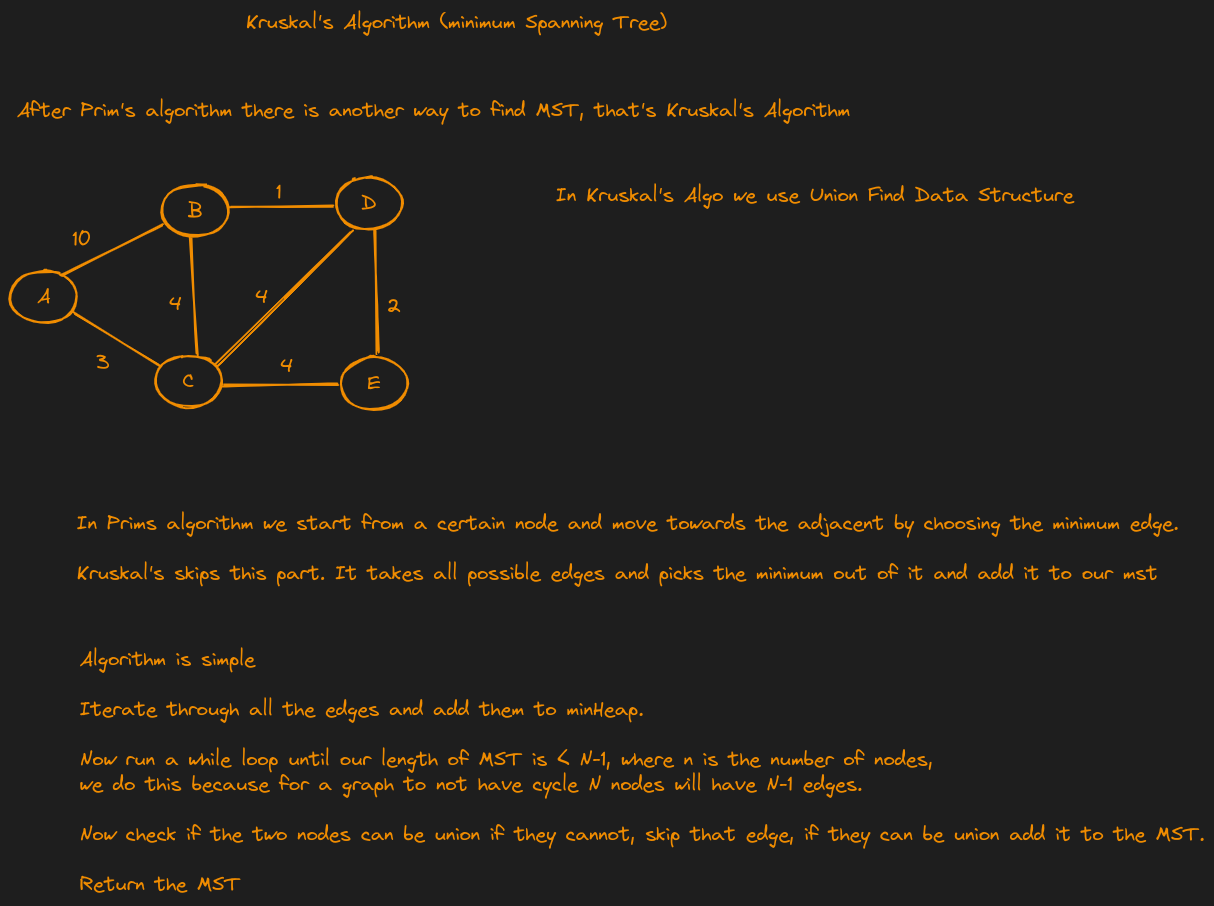 Kruskal's Algorithm (minimum Spanning Tree)
After Prim's algorithm there is another way to find MST, that's Kruskal's Algorithm
In Kruskal's Algo we use Union Find Data Structure
1
B
D
10
A
4
4
2
3
C
4
E
In Prims algorithm we start from a certain node and move towards the adjacent by choosing the minimum edge.
Kruskal's skips this part. It takes all possible edges and picks the minimum out of it and add it to our mst
Algorithm is simple
Iterate through all the edges and add them to minHeap.
Now run a while loop until our length of MST is < N-1, where n is the number of nodes,
we do this because for a graph to not have cycle N nodes will have N-1 edges.
Now check if the two nodes can be union if they cannot, skip that edge, if they can be union add it to the MST.
Return the MST